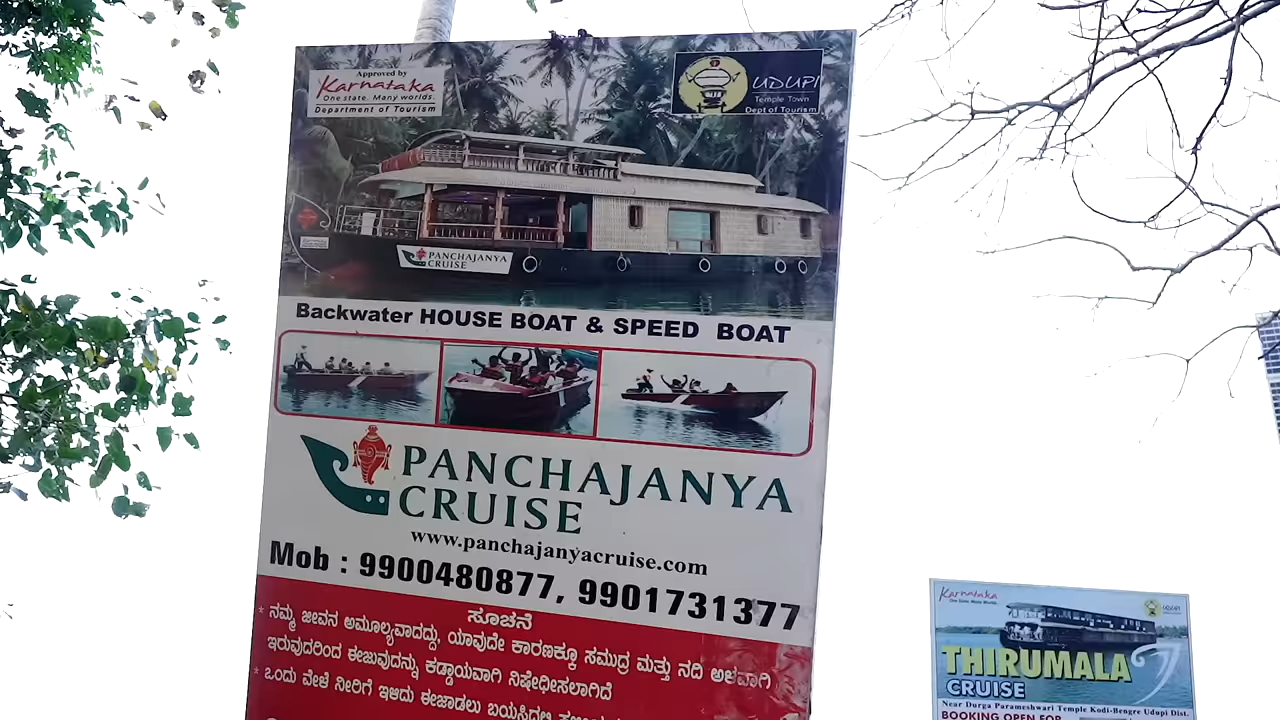 Approved by
Karnataka
One state. Many worlds.
Department of Tourism
UDUPI
Temple Town
Dept of Tourism
PANCHAJANYA
CRUISE
Backwater HOUSE BOAT & SPEED BOAT
PANCHAJANYA
CRUISE
www.panchajanyacruise.com
Mob : 9900480877, 9901731377
ಸೂಚನೆ
* ನಮ್ಮ ಜೀವನ ಅಮೂಲ್ಯವಾದದ್ದು, ಯಾವುದೇ ಕಾರಣಕ್ಕೂ ಸಮುದ್ರ ಮತ್ತು ನದಿ ಆಳವಾಗಿ
ಇರುವುದರಿಂದ ಈಜುವುದನ್ನು ಕಡ್ಡಾಯವಾಗಿ ನಿಷೇಧಿಸಲಾಗಿದೆ
* ಒಂದು ವೇಳೆ ನೀರಿಗೆ ಇಳಿದು ಈಜಾಡಲು
Karnataka
One State. Many Worlds.
UDUPI
THIRUMALA
CRUISE
Near Durga Parameshwari Temple Kodi-Bengre Udupi Dist.
BOOKING OPEN FOR